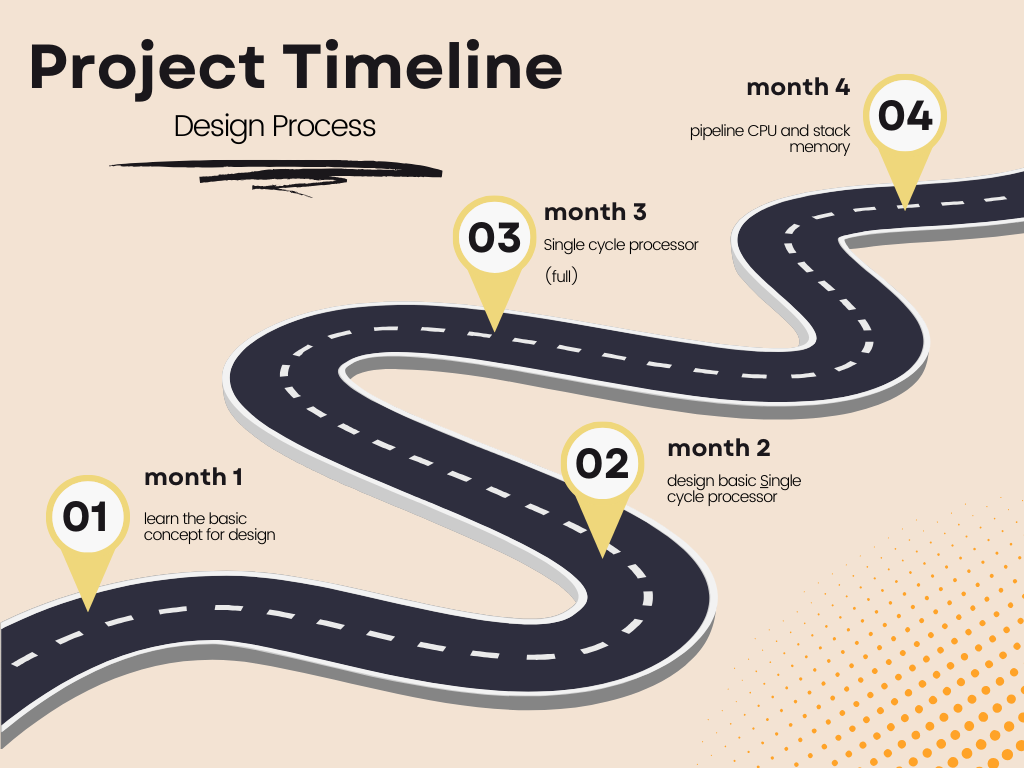 Project Timeline
Design Process
month 4
04
pipeline CPU and stack
memory
03
month 3
Single cycle processor
(full)
02
month 2
design basic Single
cycle processor
01
month 1
learn the basic
concept for design